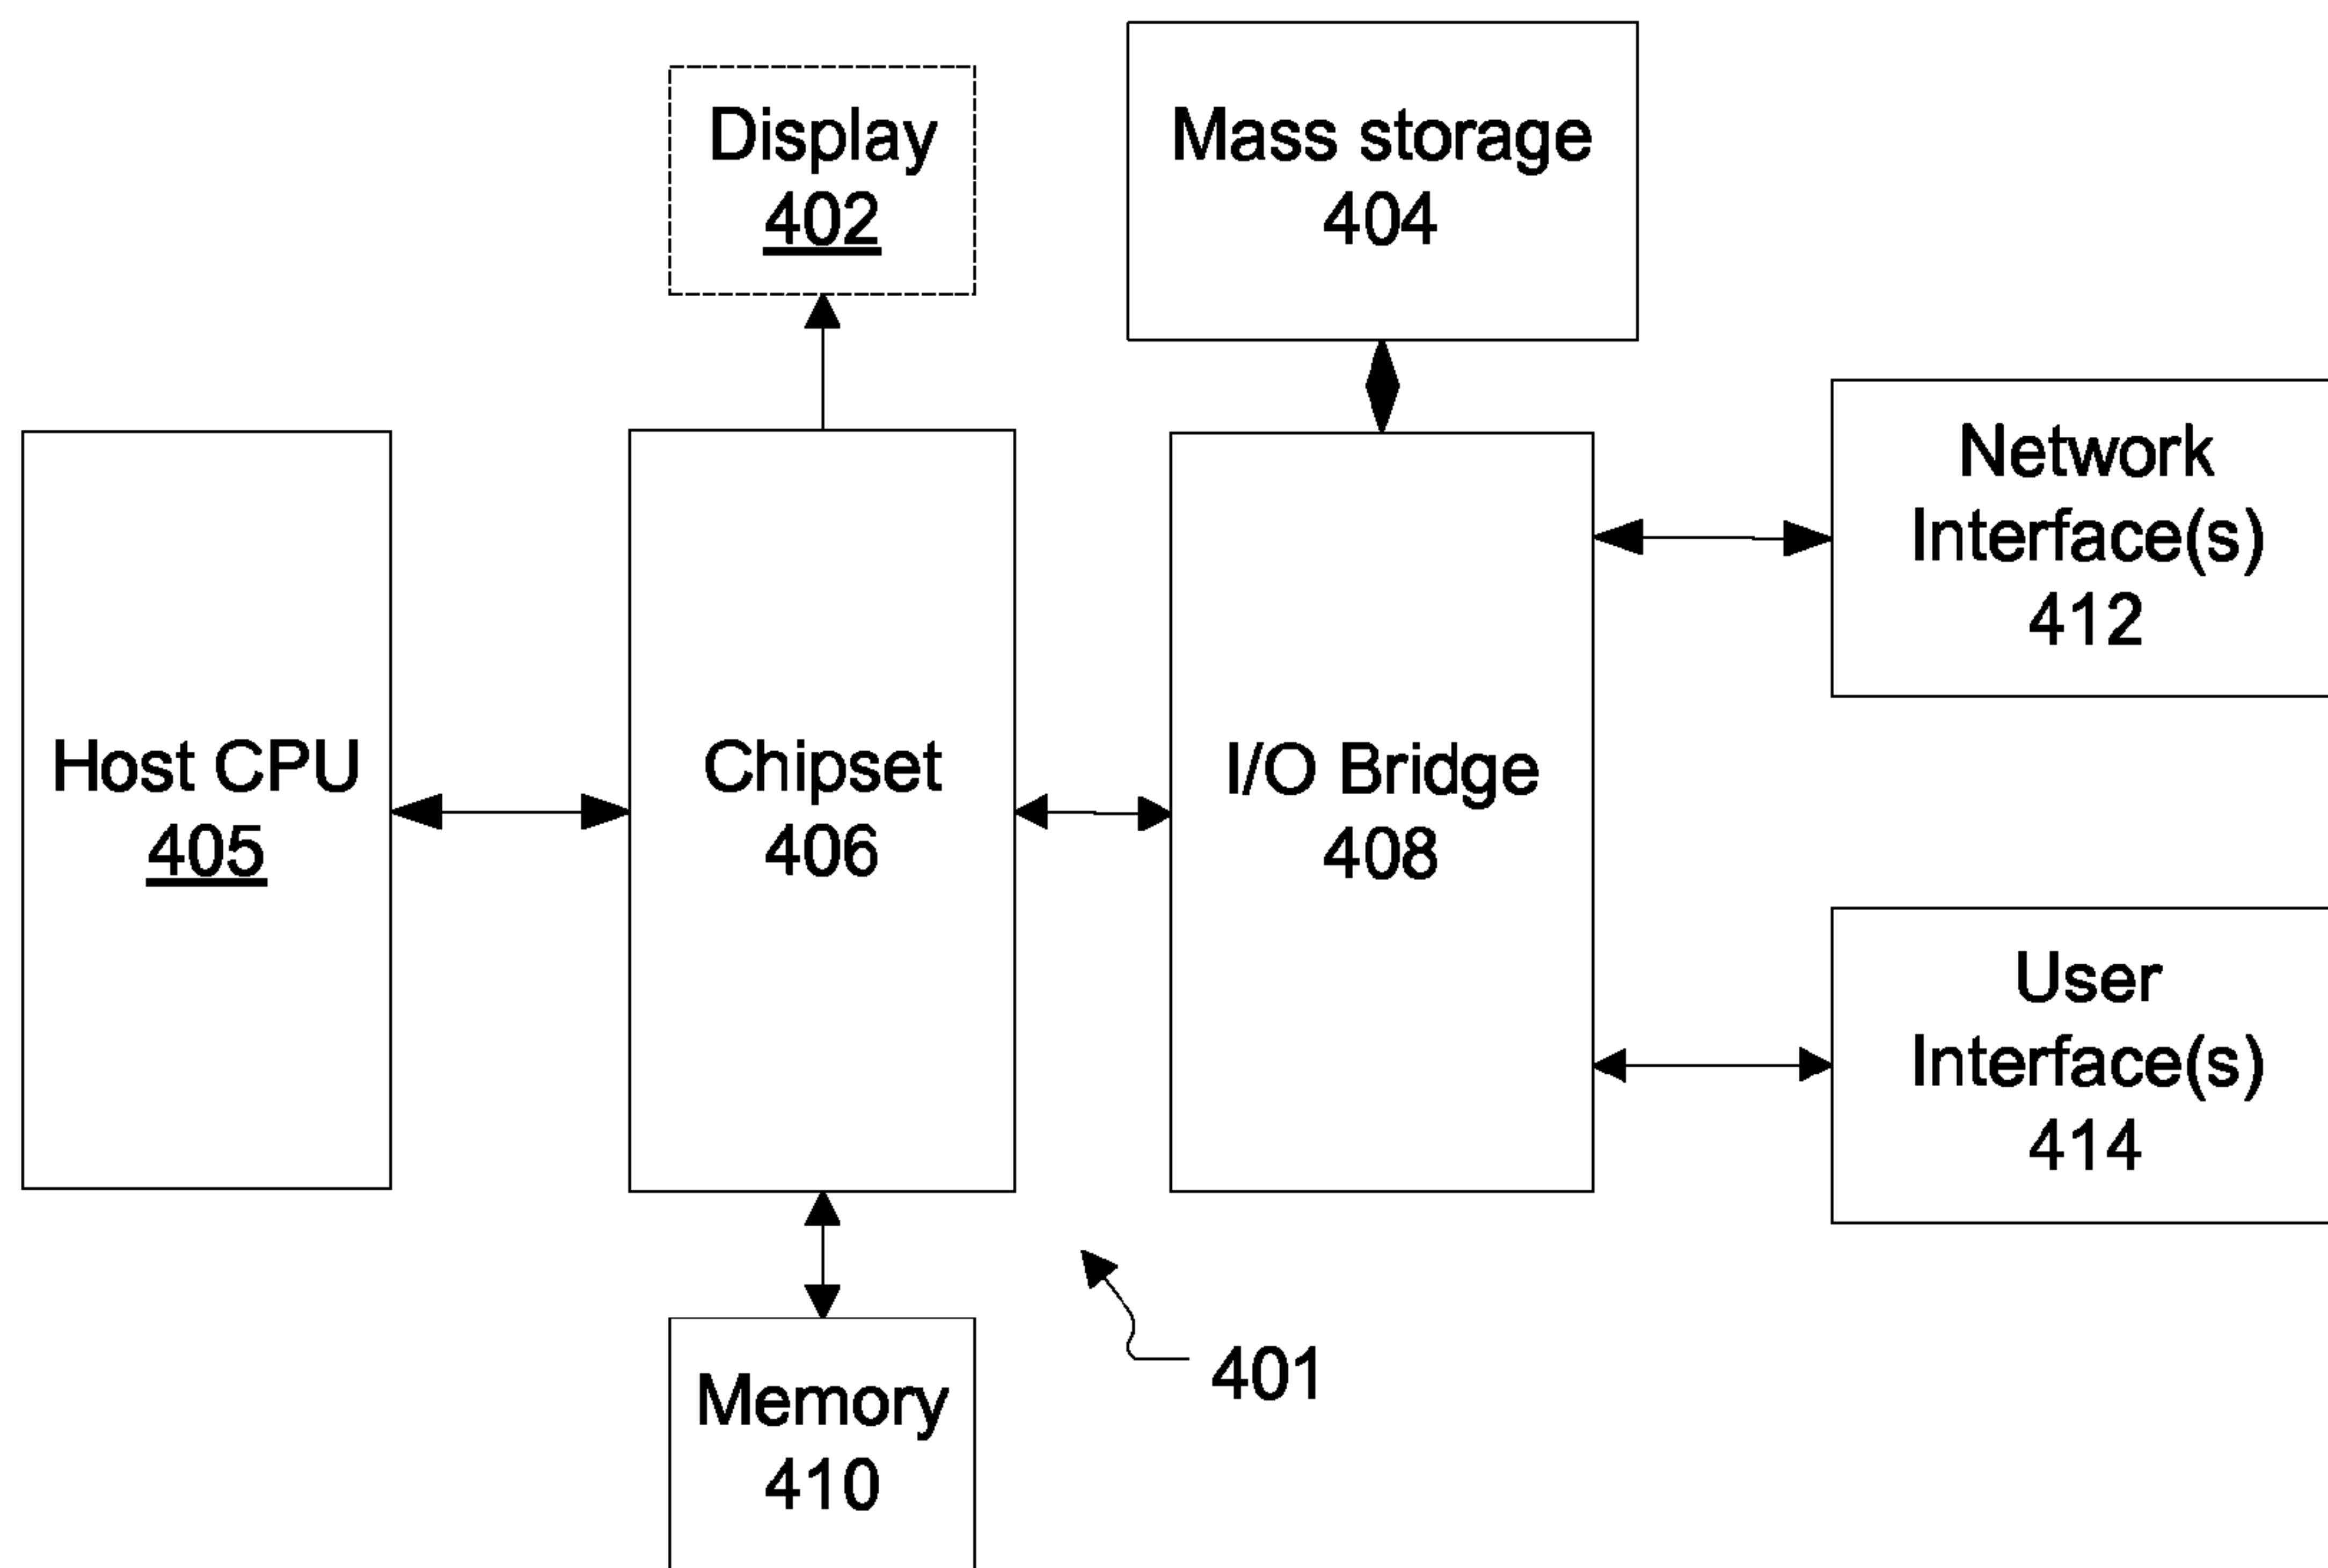 Display
402
Mass storage
404
Network
Interface(s)
412
Host CPU
405
Chipset
406
I/O Bridge
408
User
Interface(s)
414
401
Memory
410